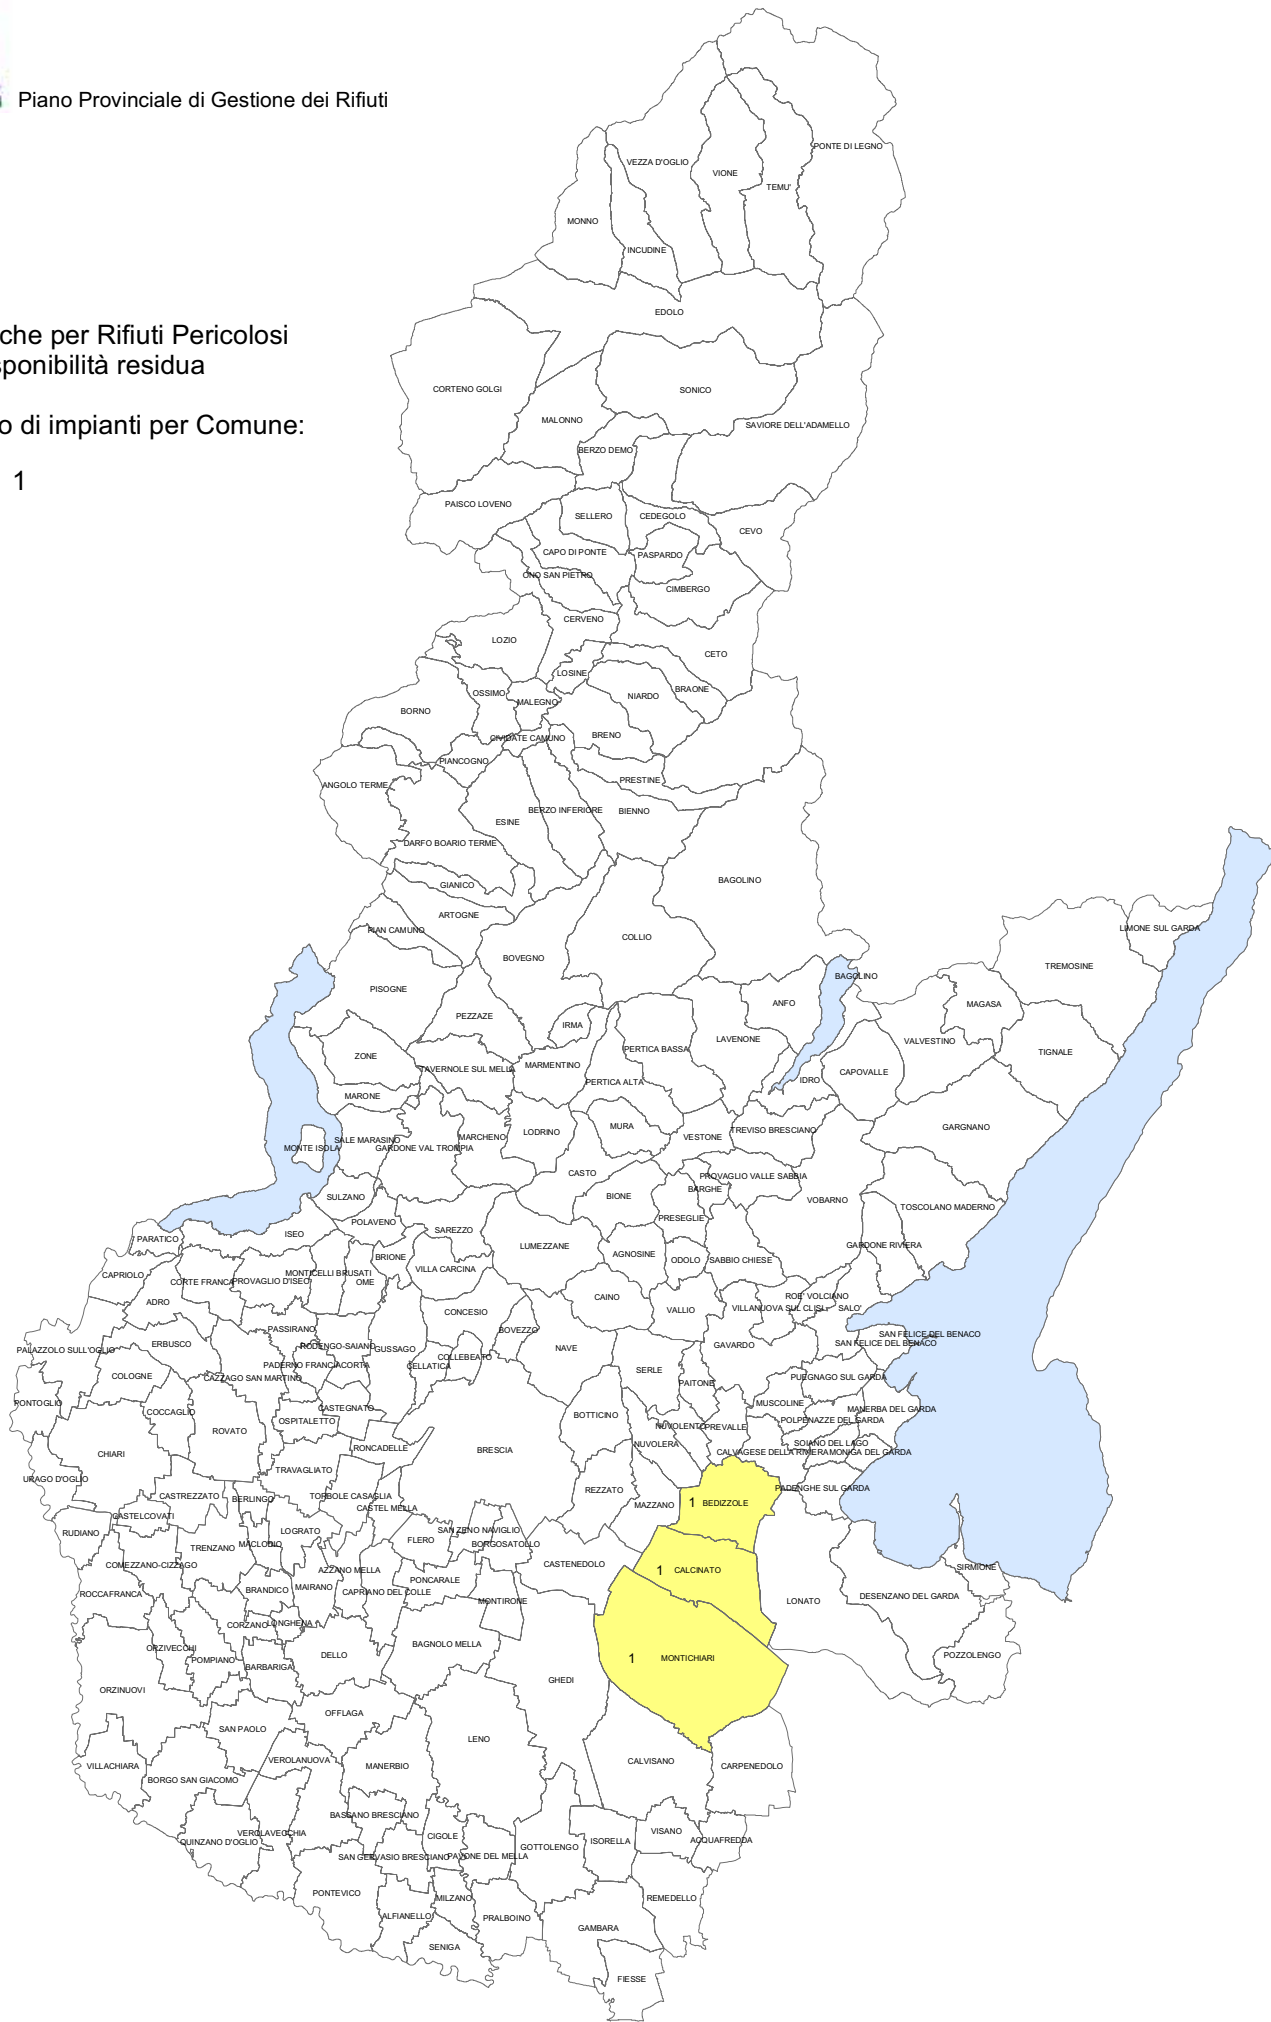 Piano Provinciale di Gestione dei Rifiuti
che per Rifiuti Pericolosi
sponibilità residua
o di impianti per Comune:
1
PONTE DI LEGNO
VEZZA D'OGLIO
VIONE
TEMU'
MONNO
INCUDINE
EDOLO
CORTENO GOLGI
SONICO
MALONNO
SAVIORE DELL'ADAMELLO
BERZO DEMO
PAISCO LOVENO
SELLERO
CEDEGOLO
CEVO
CAPO DI PONTE
PASPARDO
ONO SAN PIETRO
CIMBERGO
CERVENO
LOZIO
CETO
LOSINE
BRAONE
OSSIMO
NIARDO
MALEGNO
BORNO
BRENO
CIVIDATE CAMUNO
PIANCOGNO
PRESTINE
ANGOLO TERME
BERZO INFERIORE
BIENNO
ESINE
DARFO BOARIO TERME
BAGOLINO
GIANICO
ARTOGNE
PIAN CAMUNO
COLLIO
LIMONE SUL GARDA
BOVEGNO
TREMOSINE
BAGOLINO
PISOGNE
ANFO
MAGASA
PEZZAZE
IRMA
LAVENONE
VALVESTINO
PERTICA BASSA
TIGNALE
ZONE
MARMENTINO
TAVERNOLE SUL MELLA
CAPOVALLE
IDRO
PERTICA ALTA
MARONE
MURA
GARGNANO
TREVISO BRESCIANO
LODRINO
VESTONE
MARCHENO
SALE MARASINO
GARDONE VAL TROMPIA
MONTE ISOLA
CASTO
PROVAGLIO VALLE SABBIA
BARGHE
SULZANO
BIONE
VOBARNO
TOSCOLANO MADERNO
PRESEGLIE
POLAVENO
SAREZZO
ISEO
PARATICO
LUMEZZANE
GARDONE RIVIERA
AGNOSINE
BRIONE
ODOLO
SABBIO CHIESE
VILLA CARCINA
CAPRIOLO
MONTICELLI BRUSATI
CORTE FRANCA
PROVAGLIO D'ISEO
OME
CAINO
ROE' VOLCIANO
ADRO
CONCESIO
VALLIO
VILLANUOVA SUL CLISI
SALO'
PASSIRANO
BOVEZZO
SAN FELICE DEL BENACO
SAN FELICE DEL BENACO
ERBUSCO
RODENGO-SAIANO
GUSSAGO
NAVE
GAVARDO
PALAZZOLO SULL'OGLIO
COLLEBEATO
PADERNO FRANCIACORTA
CELLATICA
SERLE
COLOGNE
CAZZAGO SAN MARTINO
PUEGNAGO SUL GARDA
PAITONE
PONTOGLIO
MUSCOLINE
COCCAGLIO
CASTEGNATO
MANERBA DEL GARDA
BOTTICINO
OSPITALETTO
POLPENAZZE DEL GARDA
NUVOLENTO
PREVALLE
ROVATO
NUVOLERA
SOIANO DEL LAGO
CHIARI
RONCADELLE
BRESCIA
CALVAGESE DELLA RIVIERA
MONIGA DEL GARDA
TRAVAGLIATO
URAGO D'OGLIO
PADENGHE SUL GARDA
REZZATO
CASTREZZATO
TORBOLE CASAGLIA
BERLINGO
1
BEDIZZOLE
CASTEL MELLA
MAZZANO
CASTELCOVATI
LOGRATO
SAN ZENO NAVIGLIO
RUDIANO
FLERO
MACLODIO
BORGOSATOLLO
TRENZANO
COMEZZANO-CIZZAGO
CASTENEDOLO
SIRMIONE
AZZANO MELLA
1
CALCINATO
PONCARALE
MAIRANO
BRANDICO
CAPRIANO DEL COLLE
ROCCAFRANCA
DESENZANO DEL GARDA
MONTIRONE
LONATO
CORZANO
LONGHENA
BAGNOLO MELLA
ORZIVECCHI
DELLO
POZZOLENGO
1
MONTICHIARI
POMPIANO
BARBARIGA
GHEDI
ORZINUOVI
OFFLAGA
SAN PAOLO
LENO
VEROLANUOVA
CALVISANO
VILLACHIARA
MANERBIO
CARPENEDOLO
BORGO SAN GIACOMO
BASSANO BRESCIANO
VEROLAVECCHIA
CIGOLE
VISANO
QUINZANO D'OGLIO
ISORELLA
ACQUAFREDDA
GOTTOLENGO
SAN GERVASIO BRESCIANO
PAVONE DEL MELLA
PONTEVICO
MILZANO
REMEDELLO
ALFIANELLO
PRALBOINO
GAMBARA
SENIGA
FIESSE